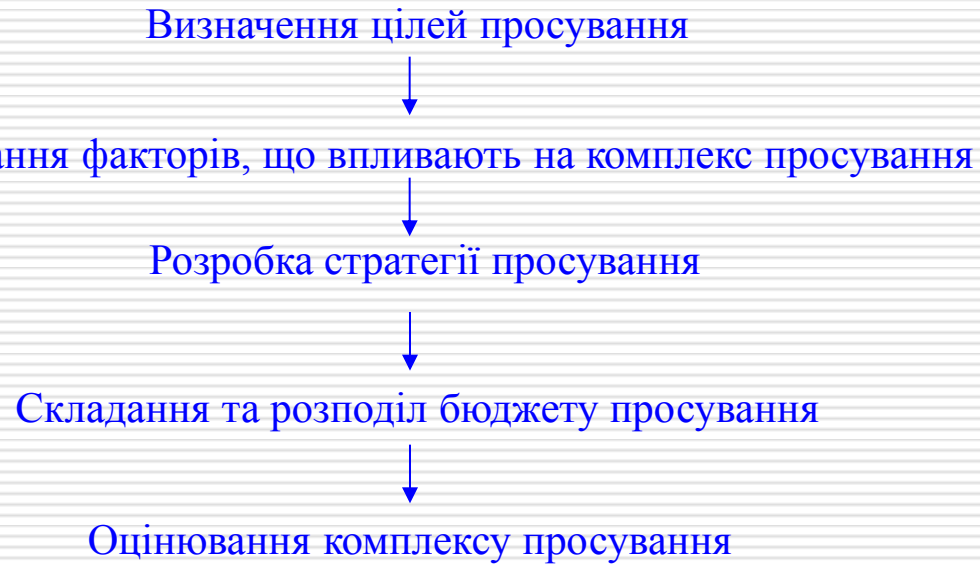 Визначення цілей просування
факторів, що впливають на комплекс просування
Розробка стратегії просування
Складання та розподіл бюджету просування
Оцінювання комплексу просування